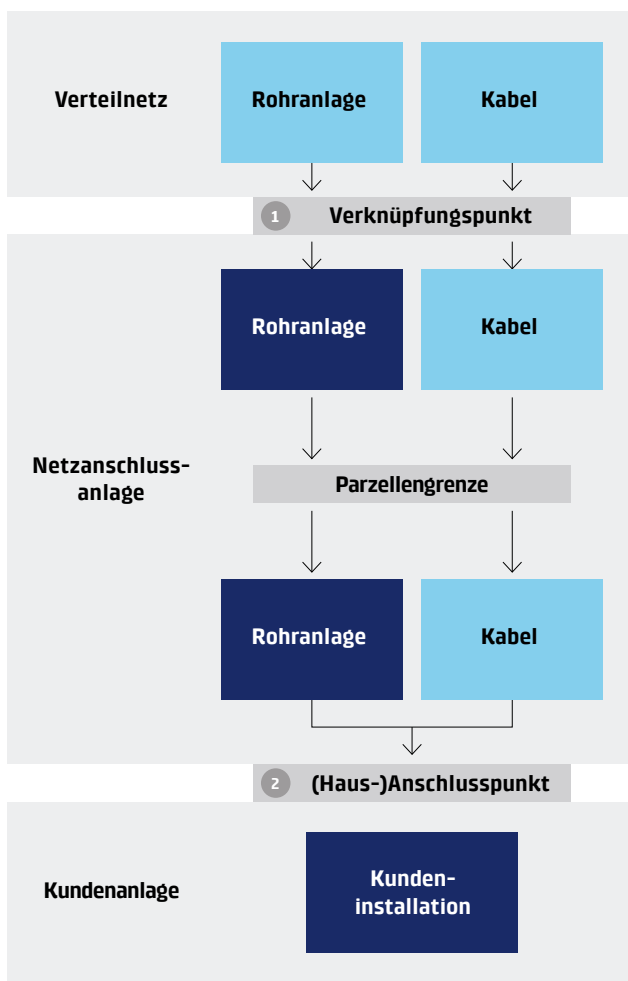 Verteilnetz
Rohranlage
Kabel
1 Verknüpfungspunkt
Rohranlage
Kabel
Netzanschluss-
anlage
Parzellengrenze
Rohranlage
Kabel
2 (Haus-)Anschlusspunkt
Kundenanlage
Kunden-
installation